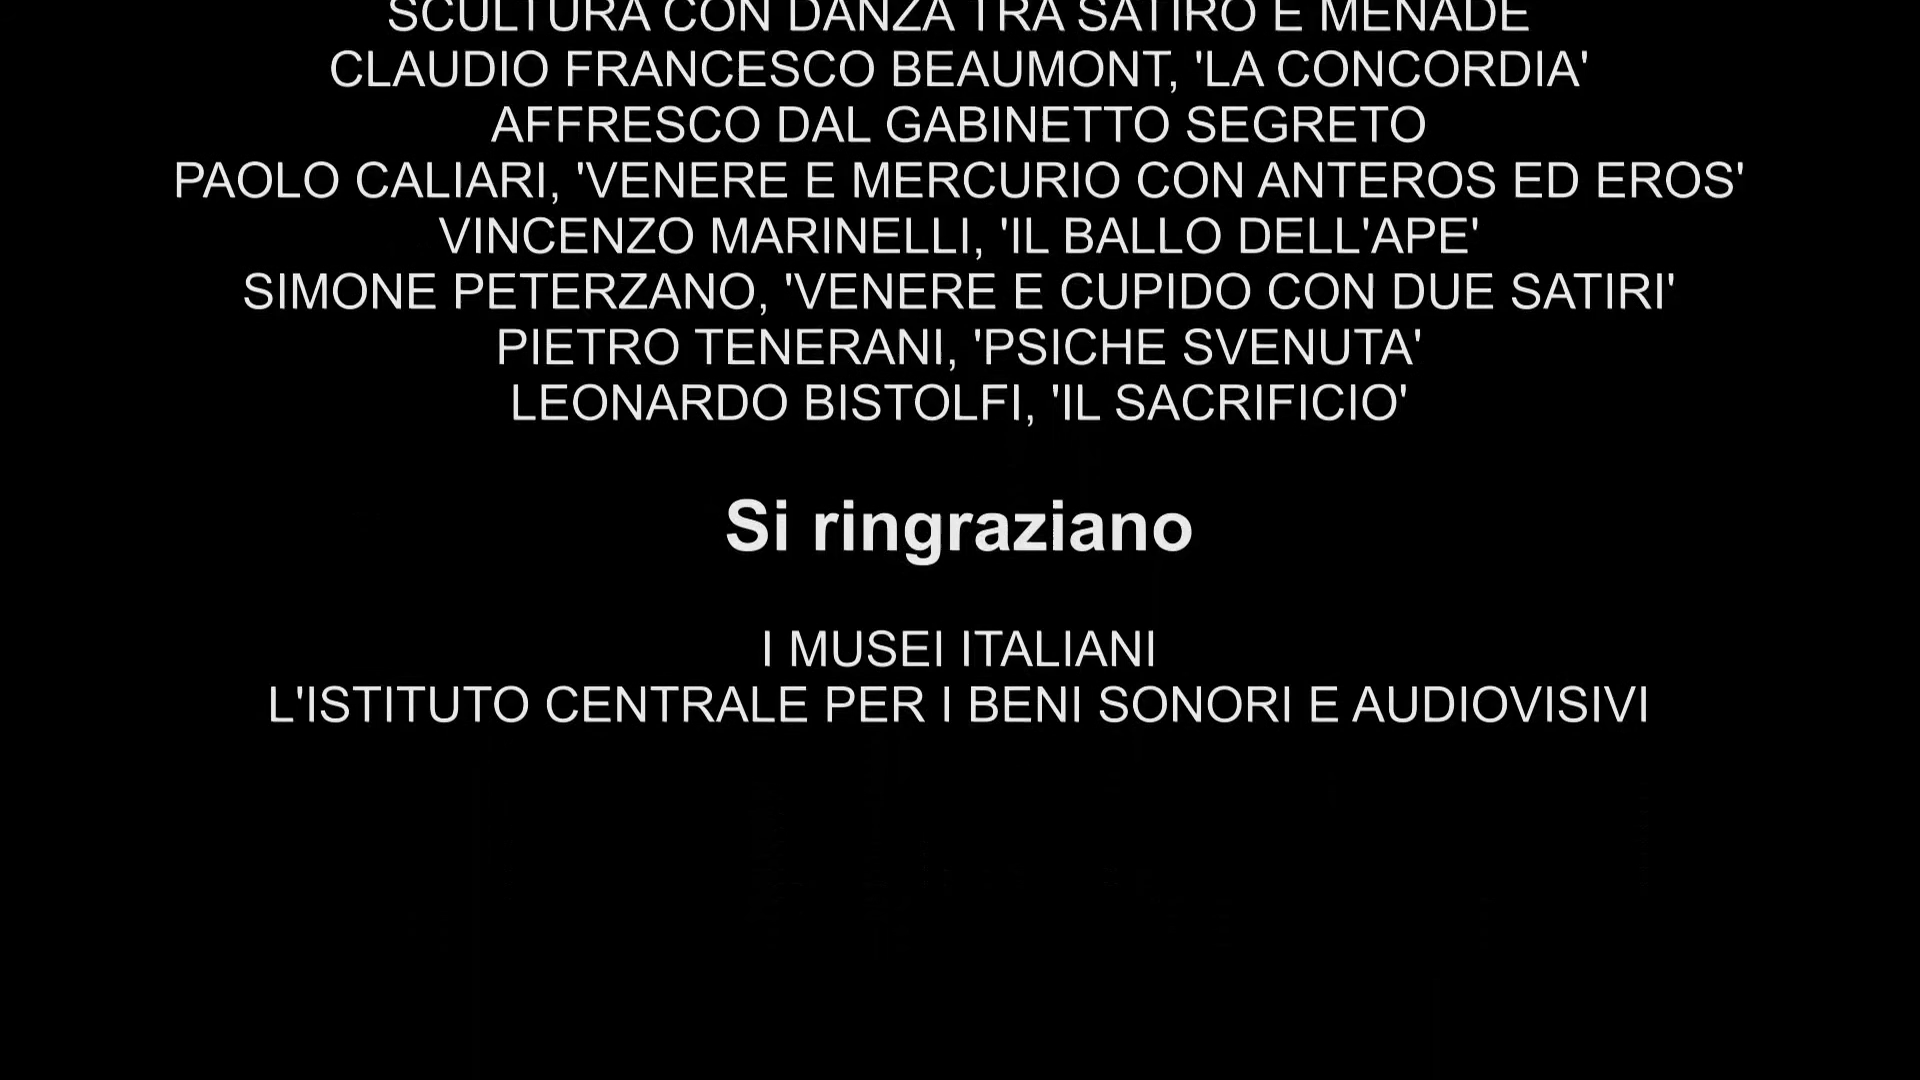 SCULTURA CON DANZA TRA SATIRO E MENADE
CLAUDIO FRANCESCO BEAUMONT, 'LA CONCORDIA'
AFFRESCO DAL GABINETTO SEGRETO
PAOLO CALIARI, 'VENERE E MERCURIO CON ANTEROS ED EROS'
VINCENZO MARINELLI, 'IL BALLO DELL'APE'
SIMONE PETERZANO, 'VENERE E CUPIDO CON DUE SATIRI'
PIETRO TENERANI, 'PSICHE SVENUTA'
LEONARDO BISTOLFI, 'IL SACRIFICIO'
Si ringraziano
I MUSEI ITALIANI
L'ISTITUTO CENTRALE PER I BENI SONORI E AUDIOVISIVI